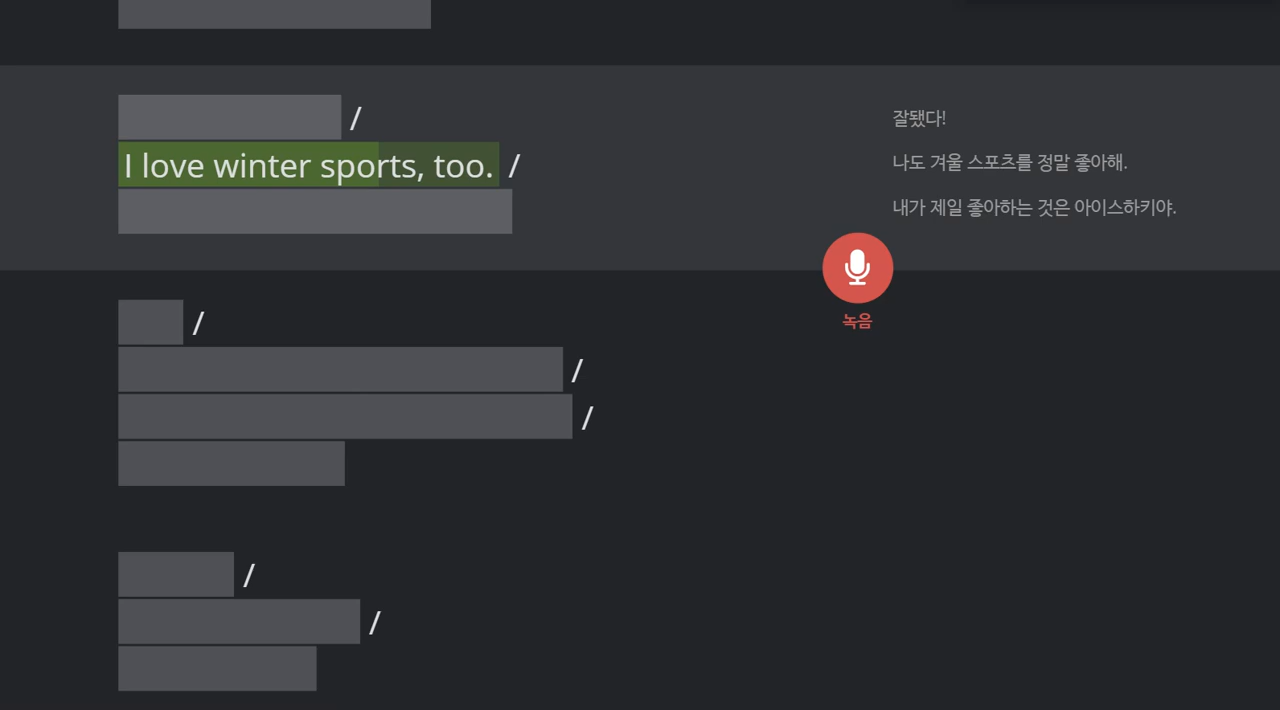 /
I love winter sports, too. /
잘됐다!
나도 겨울 스포츠를 정말 좋아해.
내가 제일 좋아하는 것은 아이스하키야.
녹음
/
/
/
/
/